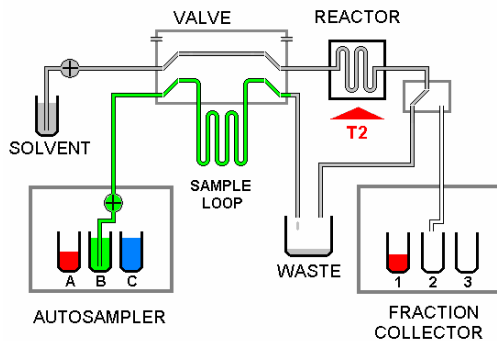 VALVE
REACTOR
SOLVENT
T2
SAMPLE
LOOP
A B C
WASTE
1 2 3
AUTOSAMPLER
FRACTION
COLLECTOR